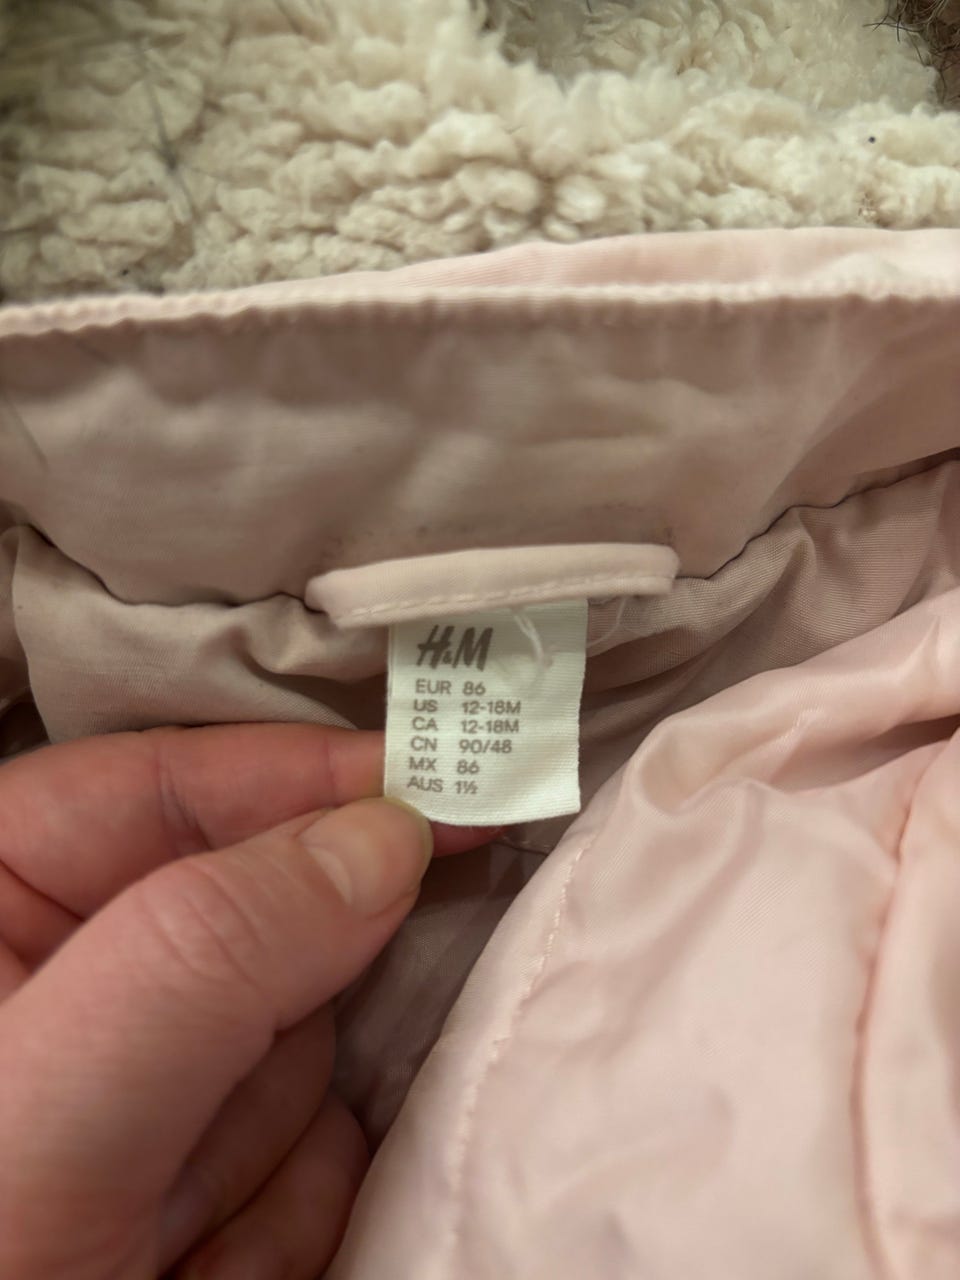 H&M
EUR 86
US 12-18M
CA 12-18M
CN 90/48
MX 86
AUS 1½